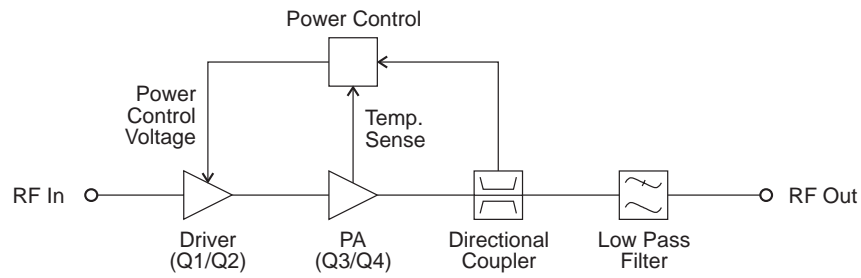 Power Control
Power
Control
Voltage
Temp.
Sense
RF In
RF Out
Driver
(Q1/Q2)
PA
(Q3/Q4)
Directional
Coupler
Low Pass
Filter